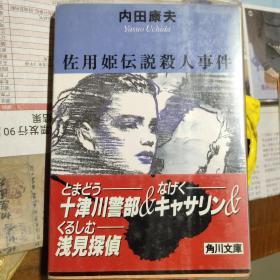 内田康夫
Yasuo Uchida
佐用姫伝説殺人事件
とまどう—
十津川警部&
なげく—
キャサリン&
くるしむ—
浅見探偵
角川文庫